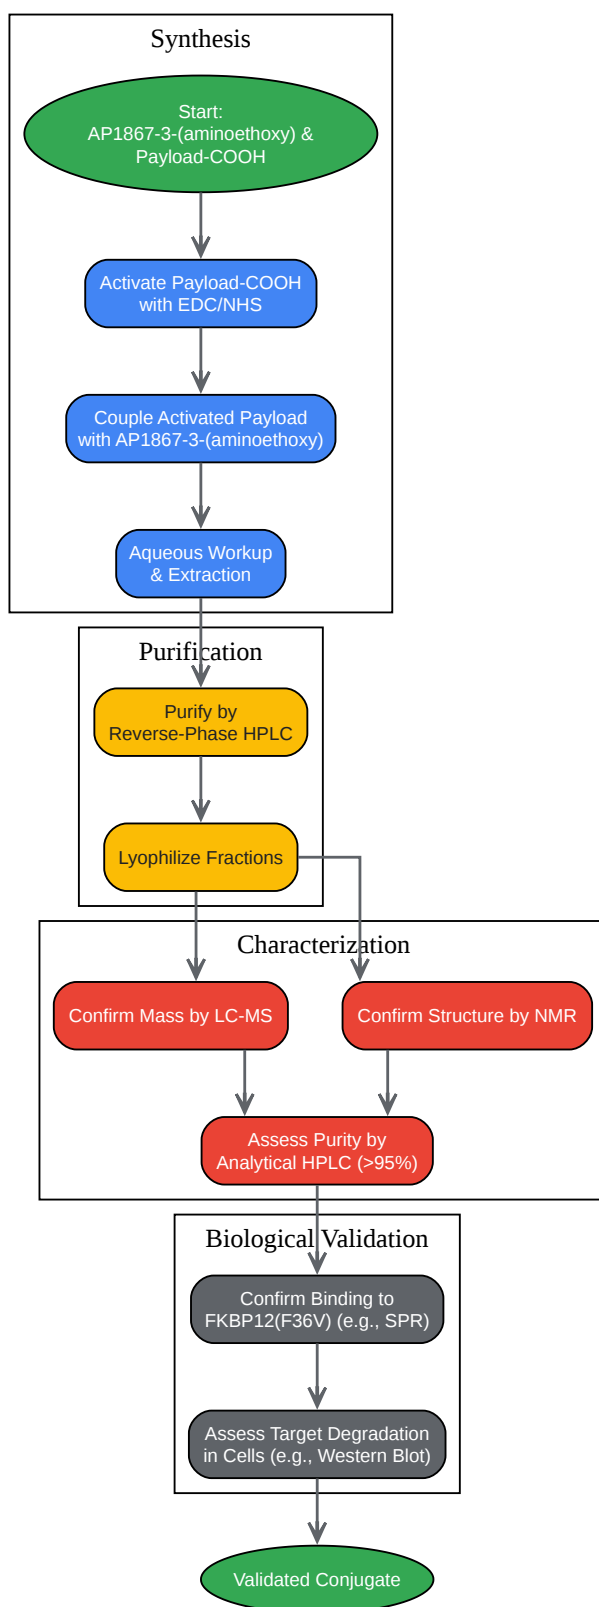 Synthesis
Start:
AP1867-3-(aminoethoxy) &
Payload-COOH
Activate Payload-COOH
with EDC/NHS
Couple Activated Payload
with AP1867-3-(aminoethoxy)
Aqueous Workup
& Extraction
Purification
Purify by
Reverse-Phase HPLC
Lyophilize Fractions
Characterization
Confirm Mass by LC-MS
Confirm Structure by NMR
Assess Purity by
Analytical HPLC (>95%)
Biological Validation
Confirm Binding to
FKBP12(F36V) (e.g., SPR)
Assess Target Degradation
in Cells (e.g., Western Blot)
Validated Conjugate